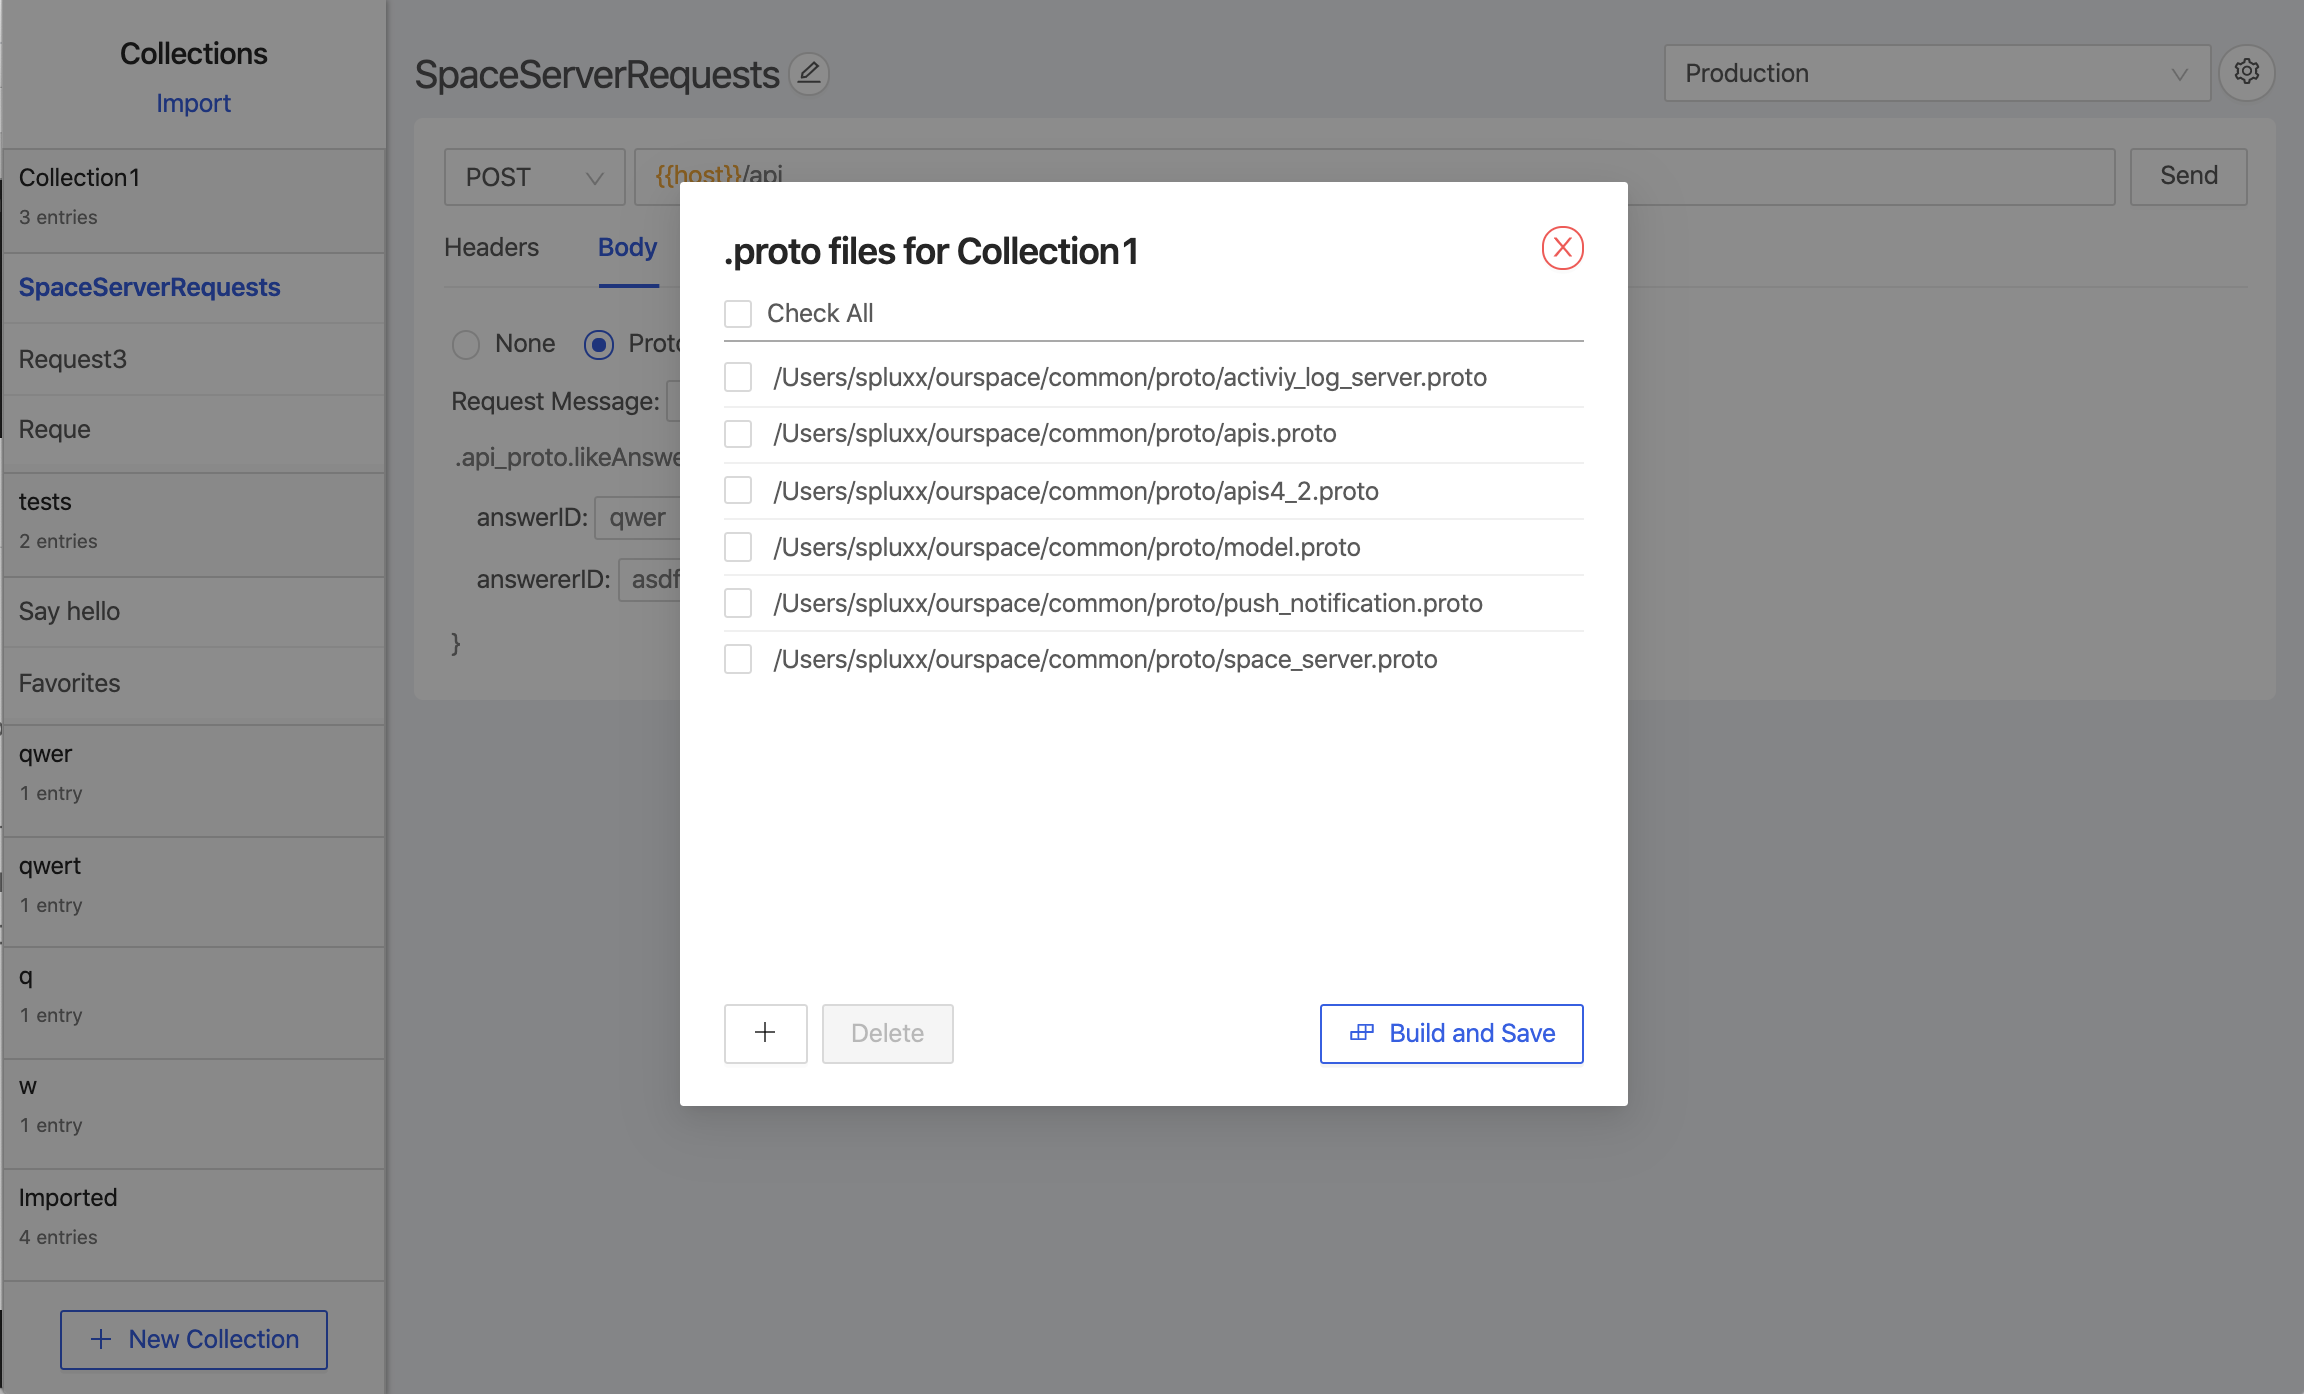 Collections
Import
Collection1
3 entries
SpaceServerRequests
Request3
Reque
tests
2 entries
Say hello
Favorites
qwer
1 entry
qwert
1 entry
q
1 entry
w
1 entry
Imported
4 entries
New Collection
SpaceServerRequests
Production
POST
{{host}}/api
Send
Headers
Body
None
Proto
Request Message:
.api_proto.likeAnswe
answerID: qwer
answererID: asdf
}
.proto files for Collection1
Check All
/Users/spluxx/ourspace/common/proto/activiy_log_server.proto
/Users/spluxx/ourspace/common/proto/apis.proto
/Users/spluxx/ourspace/common/proto/apis4_2.proto
/Users/spluxx/ourspace/common/proto/model.proto
/Users/spluxx/ourspace/common/proto/push_notification.proto
/Users/spluxx/ourspace/common/proto/space_server.proto
Delete
Build and Save